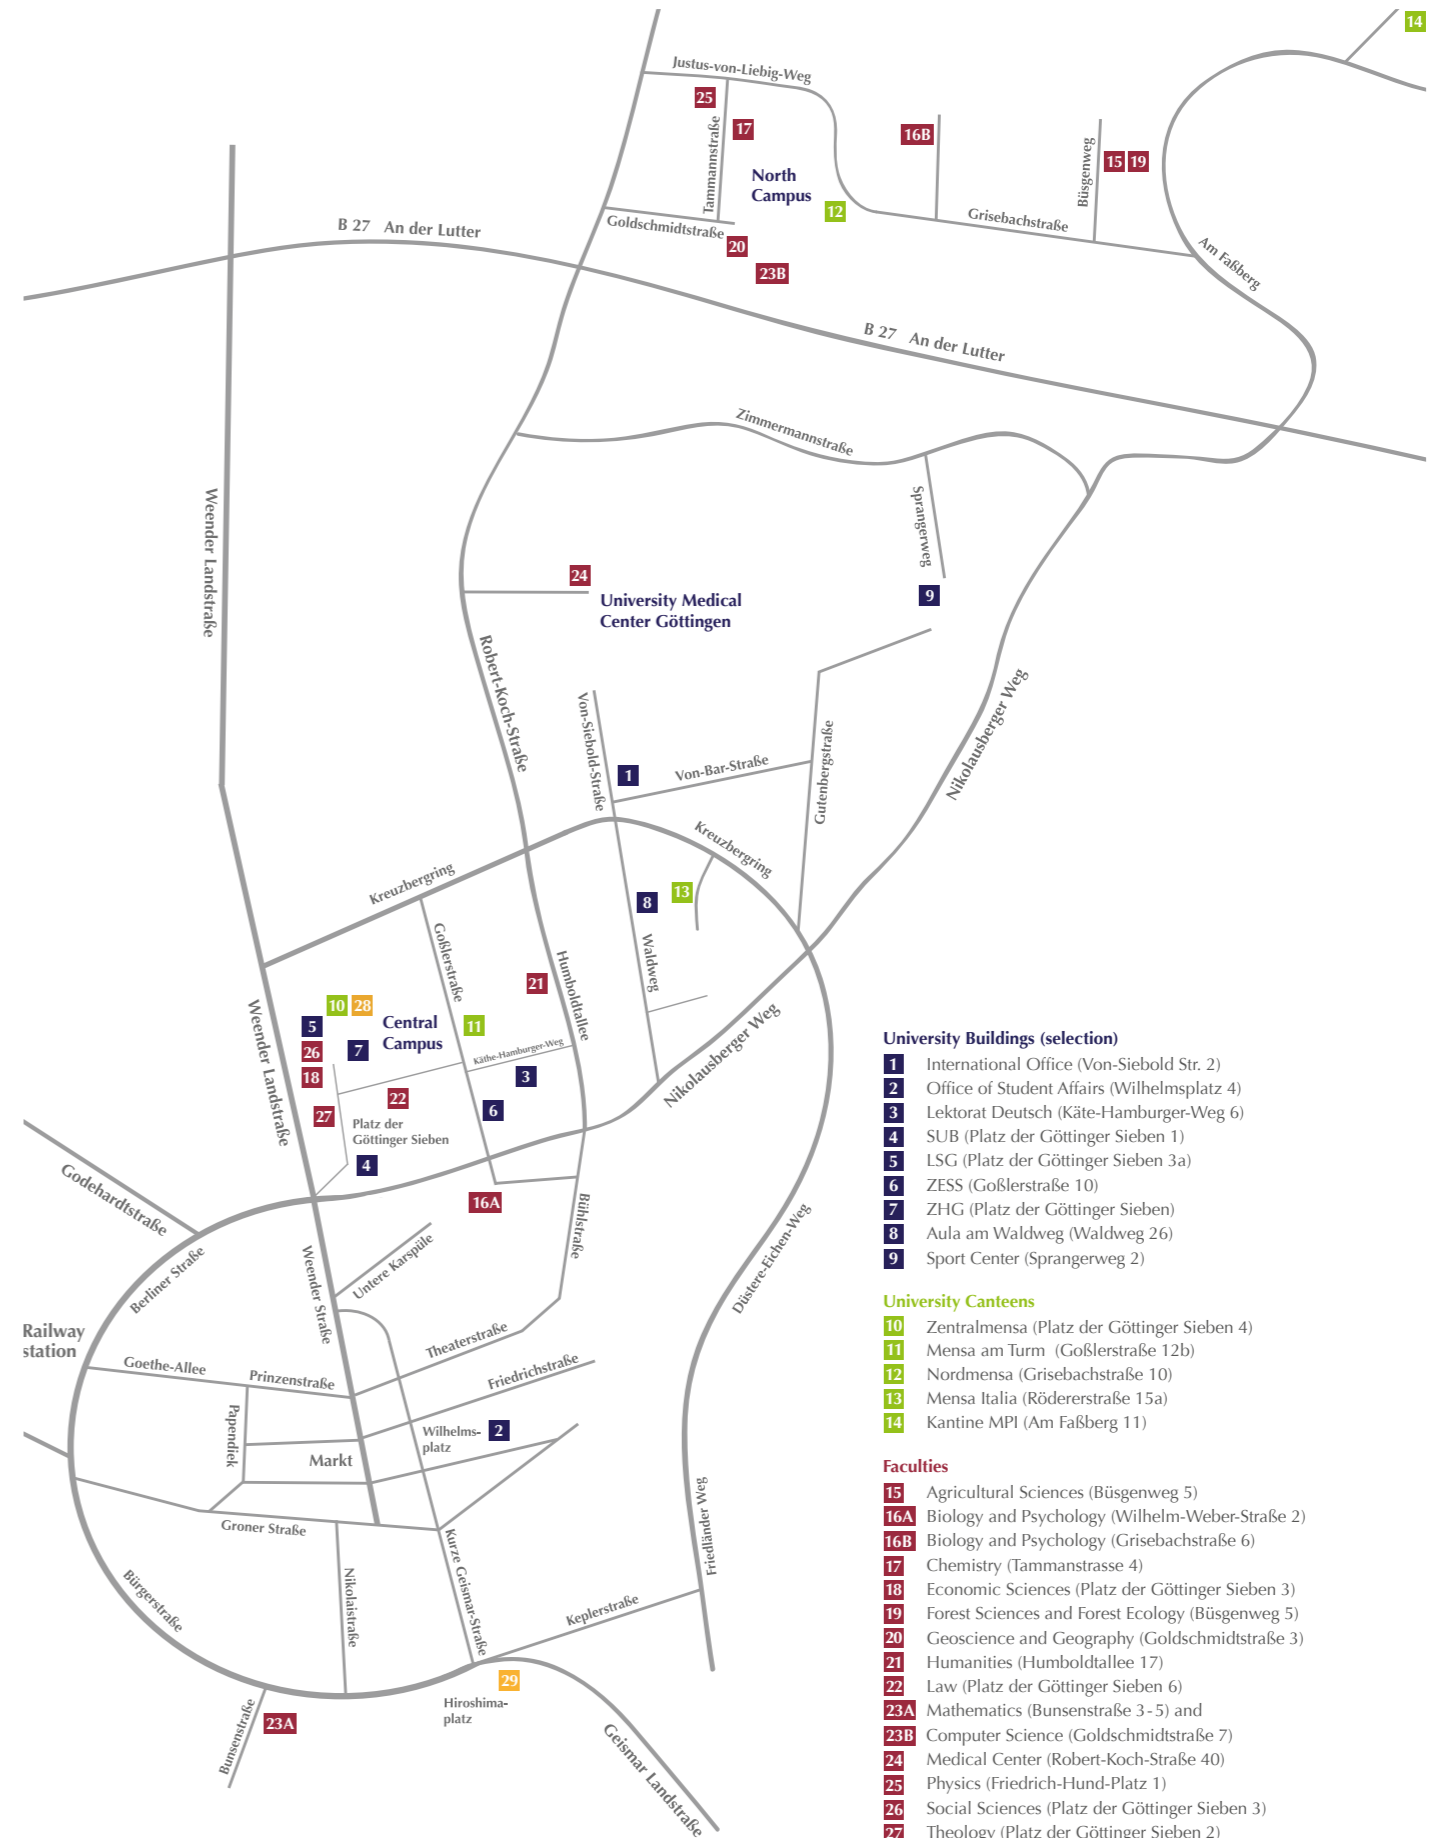 14
Justus-von-Liebig-Weg
25
17
Tammannstraße
16B
Büsgenweg
15 19
North
Campus
12
Goldschmidtstraße
Grisebachstraße
20
23B
Am Faßberg
B 27 An der Lutter
B 27 An der Lutter
Zimmermannstraße
Weender Landstraße
Sprangerweg
24
9
University Medical
Center Göttingen
Robert-Koch-Straße
Von-Siebold-Straße
Nikolausberger Weg
1
Von-Bar-Straße
Gutenbergstraße
Kreuzbergring
Kreuzbergring
8
13
Goßlerstraße
Waldweg
Humboldtallee
21
10 28
5
Central
Campus
11
26
7
Käthe-Hamburger-Weg
18
3
Weender Landstraße
22
6
27
Platz der
Göttinger Sieben
4
Nikolausberger Weg
16A
Godehardtstraße
Bühlstraße
Düstere-Eichen-Weg
Berliner Straße
Untere Karspüle
Weender Straße
Railway
station
Theaterstraße
Goethe-Allee
Prinzenstraße
Friedrichstraße
Papendiek
Wilhelms-
platz
2
Markt
Groner Straße
Friedländer Weg
Kurze Geismar-Straße
Bürgerstraße
Nikolaistraße
Keplerstraße
29
Hiroshima-
platz
Bunsenstraße
23A
Geismar Landstraße
University Buildings (selection)
1 International Office (Von-Siebold Str. 2)
2 Office of Student Affairs (Wilhelmsplatz 4)
3 Lektorat Deutsch (Käte-Hamburger-Weg 6)
4 SUB (Platz der Göttinger Sieben 1)
5 LSG (Platz der Göttinger Sieben 3a)
6 ZESS (Goßlerstraße 10)
7 ZHG (Platz der Göttinger Sieben)
8 Aula am Waldweg (Waldweg 26)
9 Sport Center (Sprangerweg 2)
University Canteens
10 Zentralmensa (Platz der Göttinger Sieben 4)
11 Mensa am Turm (Goßlerstraße 12b)
12 Nordmensa (Grisebachstraße 10)
13 Mensa Italia (Rödererstraße 15a)
14 Kantine MPI (Am Faßberg 11)
Faculties
15 Agricultural Sciences (Büsgenweg 5)
16A Biology and Psychology (Wilhelm-Weber-Straße 2)
16B Biology and Psychology (Grisebachstraße 6)
17 Chemistry (Tammanstrasse 4)
18 Economic Sciences (Platz der Göttinger Sieben 3)
19 Forest Sciences and Forest Ecology (Büsgenweg 5)
20 Geoscience and Geography (Goldschmidtstraße 3)
21 Humanities (Humboldtallee 17)
22 Law (Platz der Göttinger Sieben 6)
23A Mathematics (Bunsenstraße 3-5) and
23B Computer Science (Goldschmidtstraße 7)
24 Medical Center (Robert-Koch-Straße 40)
25 Physics (Friedrich-Hund-Platz 1)
26 Social Sciences (Platz der Göttinger Sieben 3)
27 Theology (Platz der Göttinger Sieben 2)